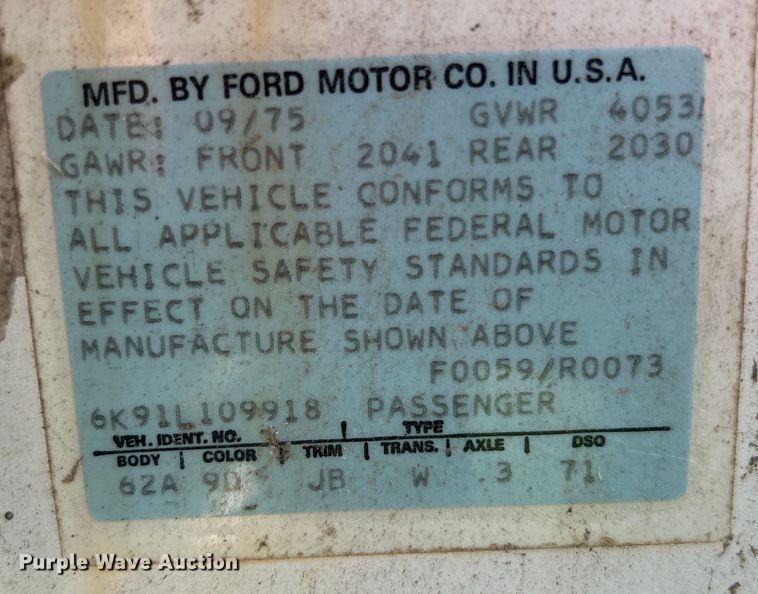 MFD. BY FORD MOTOR CO. IN U.S.A.
DATE: 09/75 GVWR 4053
GAWR: FRONT 2041 REAR 2030
THIS VEHICLE CONFORMS TO
ALL APPLICABLE FEDERAL MOTOR
VEHICLE SAFETY STANDARDS IN
EFFECT ON THE DATE OF
MANUFACTURE SHOWN ABOVE
F0059/R0073
6K91L109918 PASSENGER
VEH. IDENT. NO. | TYPE
BODY | COLOR | TRIM | TRANS. | AXLE | DSO
62A 9D JB W 3 71
Purple Wave Auction